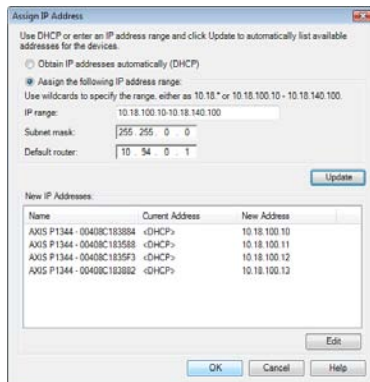 Assign IP Address
Use DHCP or enter an IP address range and click Update to automatically list available
addresses for the devices.
Obtain IP addresses automatically (DHCP)
Assign the following IP address range:
Use wildcards to specify the range, either as 10.18.* or 10.18.100.10 - 10.18.140.100.
IP range: 10.18.100.10-10.18.140.100
Subnet mask: 255 . 255 . 0 . 0
Default router: 10 . 54 . 0 . 1
Update
New IP Addresses:
Name Current Address New Address
AXIS P1344 - 00408C183884 <DHCP> 10.18.100.10
AXIS P1344 - 00408C183588 <DHCP> 10.18.100.11
AXIS P1344 - 00408C1835F3 <DHCP> 10.18.100.12
AXIS P1344 - 00408C183882 <DHCP> 10.18.100.13
Edit
OK Cancel Help